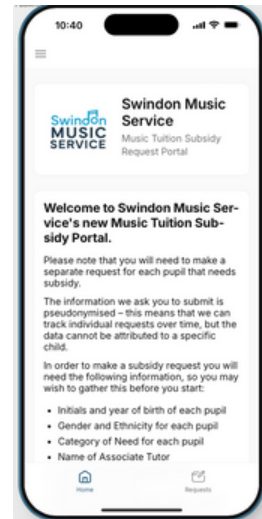 10:40
Swindon
MUSIC
SERVICE
Swindon Music
Service
Music Tuition Subsidy
Request Portal
Welcome to Swindon Music Ser-
vice's new Music Tuition Sub-
sidy Portal.
Please note that you will need to make a
separate request for each pupil that needs
subsidy.
The information we ask you to submit is
pseudonymised – this means that we can
track individual requests over time, but the
data cannot be attributed to a specific
child.
In order to make a subsidy request you will
need the following information, so you may
wish to gather this before you start:
• Initials and year of birth of each pupil
• Gender and Ethnicity for each pupil
• Category of Need for each pupil
• Name of Associate Tutor
Home
Requests